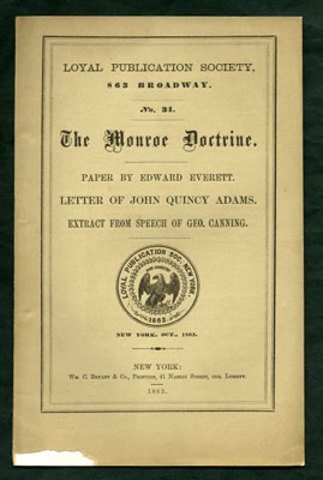 LOYAL PUBLICATION SOCIETY,
863 BROADWAY.
No. 34.
The Monroe Doctrine.
PAPER BY EDWARD EVERETT.
LETTER OF JOHN QUINCY ADAMS.
EXTRACT FROM SPEECH OF GEO. CANNING.
LOYAL PUBLICATION SOC. NEW YORK.
1863.
NEW YORK, OCT., 1863.
NEW YORK:
WM. C. BRYANT & CO., PRINTERS, 41 NASSAU STREET, COR. LIBERTY.
1863.